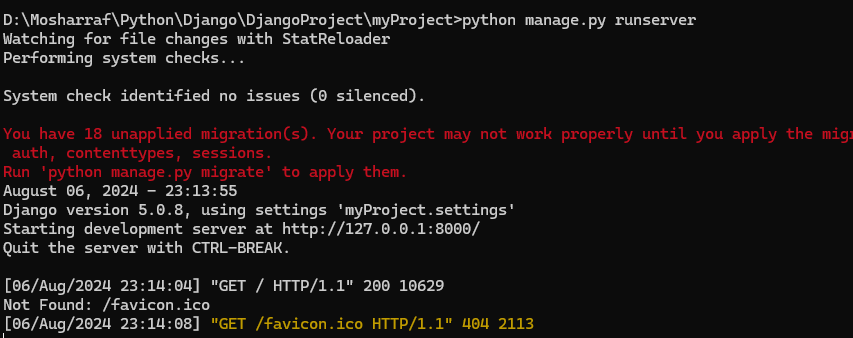 D:\Mosharraf\Python\Django\DjangoProject\myProject>python manage.py runserver
Watching for file changes with StatReloader
Performing system checks...
System check identified no issues (0 silenced).
You have 18 unapplied migration(s). Your project may not work properly until you apply the migr
auth, contenttypes, sessions.
Run 'python manage.py migrate' to apply them.
August 06, 2024 - 23:13:55
Django version 5.0.8, using settings 'myProject.settings'
Starting development server at http://127.0.0.1:8000/
Quit the server with CTRL-BREAK.
[06/Aug/2024 23:14:04] "GET / HTTP/1.1" 200 10629
Not Found: /favicon.ico
[06/Aug/2024 23:14:08] "GET /favicon.ico HTTP/1.1" 404 2113